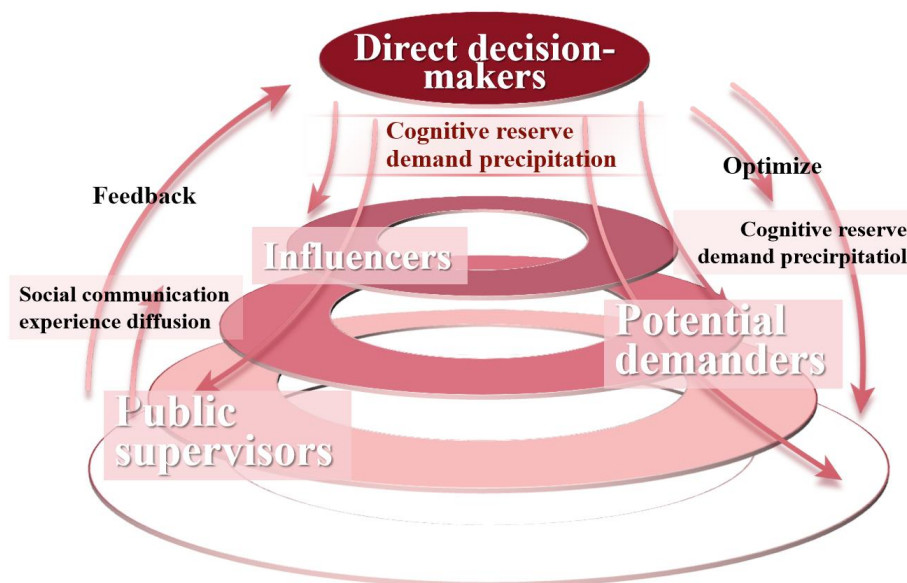 Direct decision-
makers
Cognitive reserve
demand precipitation
Feedback
Optimize
Influencers
Cognitive reserve
demand precirpitatiol
Social communication
experience diffusion
Potential
demanders
Public
supervisors